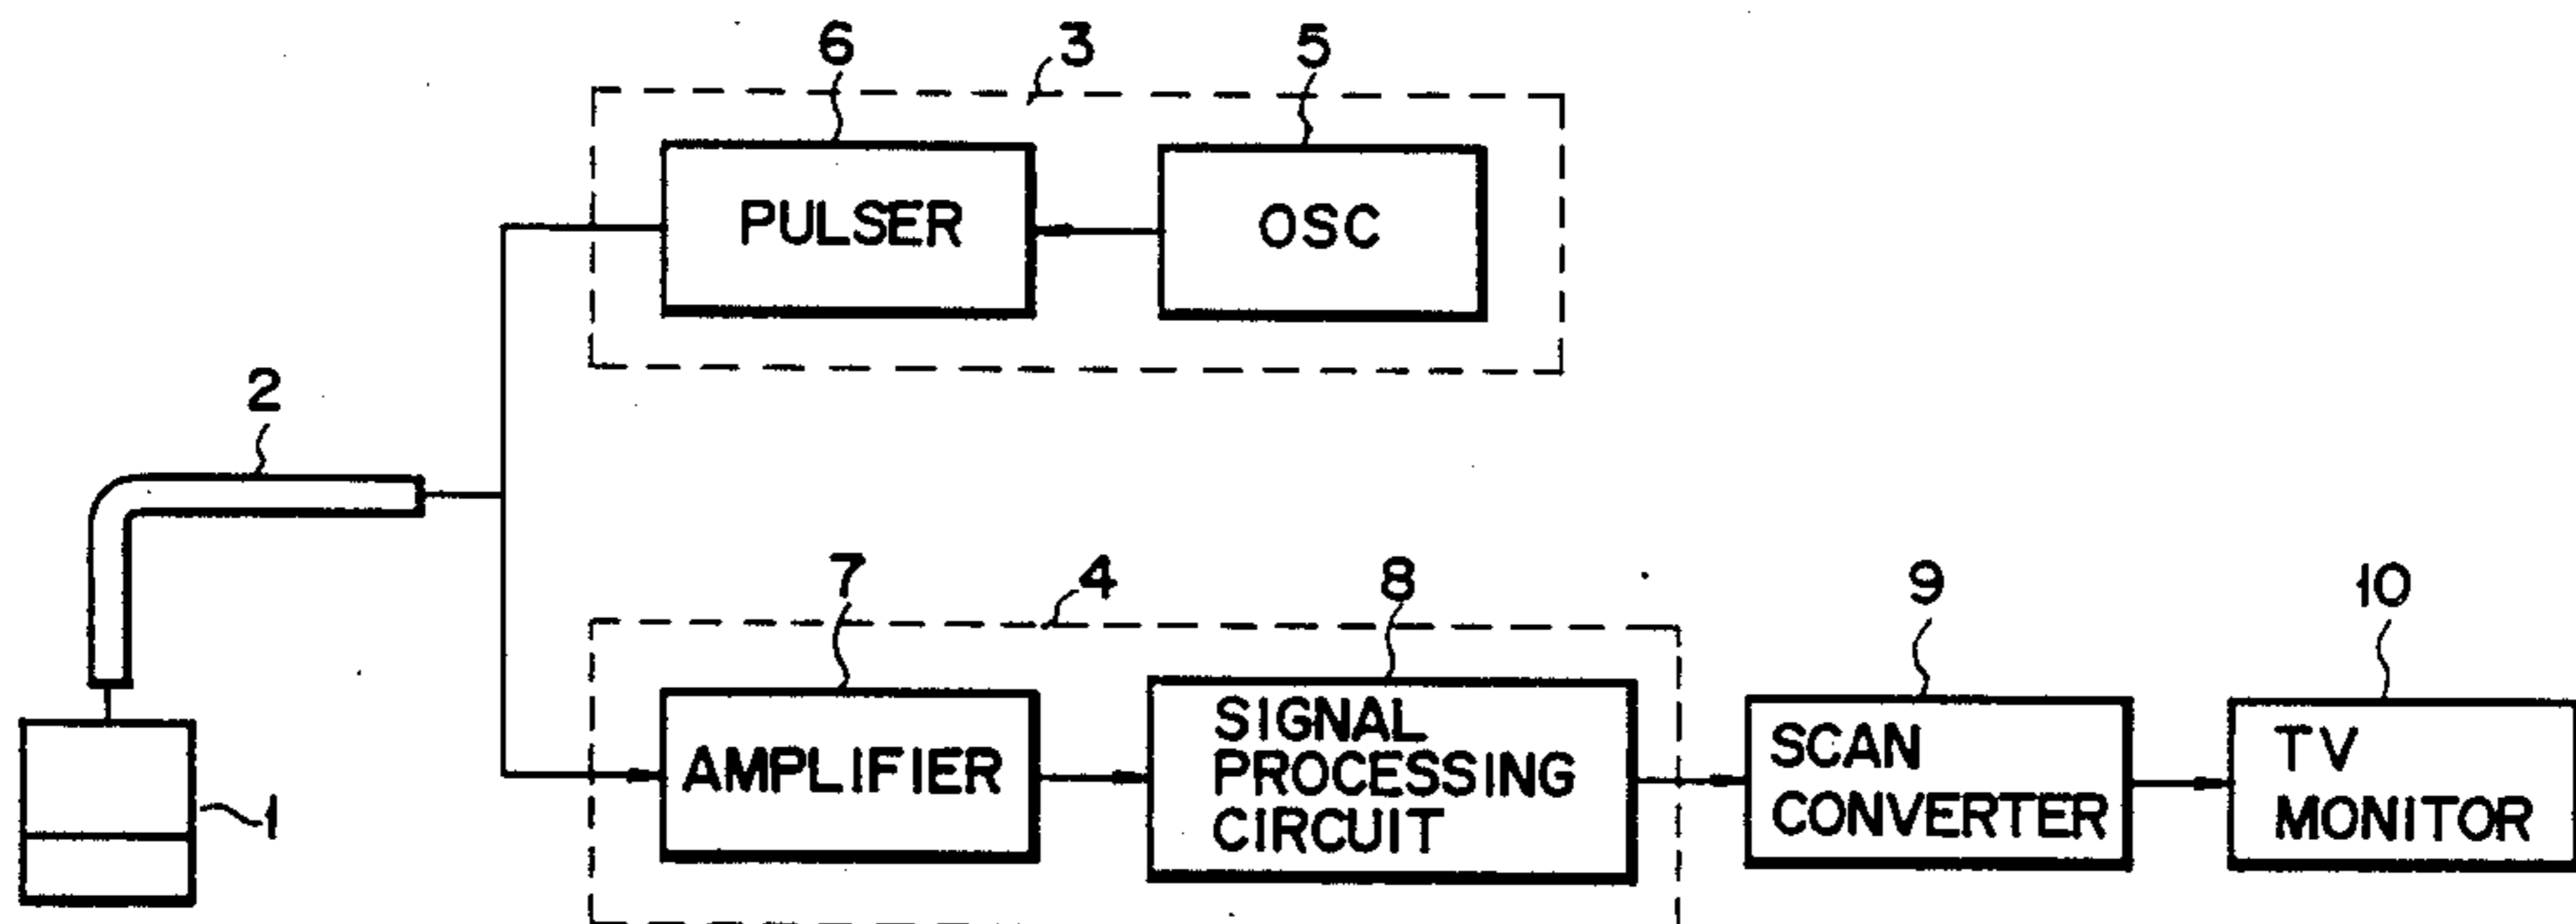 6
3
5
PULSER
OSC
2
7
4
8
9
10
AMPLIFIER
SIGNAL
PROCESSING
CIRCUIT
SCAN
CONVERTER
TV
MONITOR
1